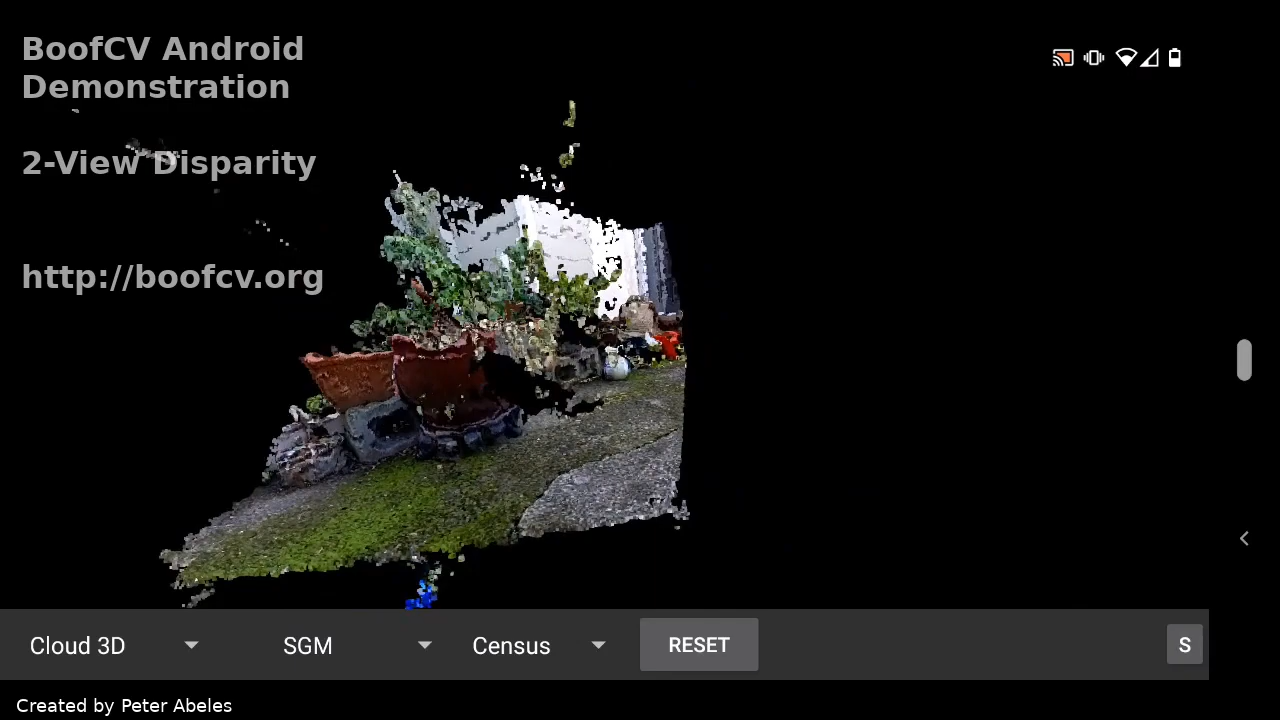 BoofCV Android
Demonstration
2-View Disparity
http://boofcv.org
Cloud 3D
SGM
Census
RESET
S
Created by Peter Abeles